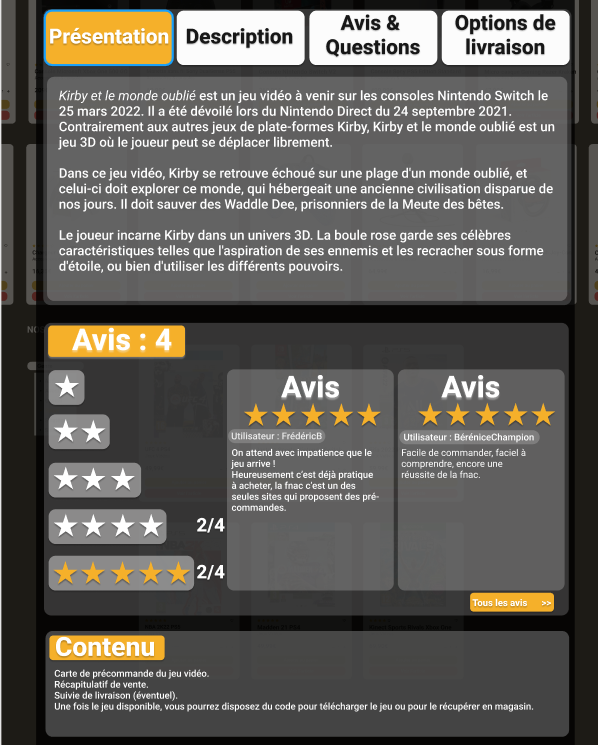 Présentation
Description
Avis &
Questions
Options de
livraison
Kirby et le monde oublié est un jeu vidéo à venir sur les consoles Nintendo Switch le
25 mars 2022. Il a été dévoilé lors du Nintendo Direct du 24 septembre 2021.
Contrairement aux autres jeux de plate-formes Kirby, Kirby et le monde oublié est un
jeu 3D où le joueur peut se déplacer librement.
Dans ce jeu vidéo, Kirby se retrouve échoué sur une plage d'un monde oublié, et
celui-ci doit explorer ce monde, qui hébergeait une ancienne civilisation disparue de
nos jours. Il doit sauver des Waddle Dee, prisonniers de la Meute des bêtes.
Le joueur incarne Kirby dans un univers 3D. La boule rose garde ses célèbres
caractéristiques telles que l'aspiration de ses ennemis et les recracher sous forme
d'étoile, ou bien d'utiliser les différents pouvoirs.
Avis : 4
2/4
2/4
Avis
Utilisateur : FrédéricB
On attend avec impatience que le
jeu arrive !
Heureusement c'est déjà pratique
à acheter, la fnac c'est un des
seules sites qui proposent des pré-
commandes.
Avis
Utilisateur : BéréniceChampion
Facile de commander, faciel à
comprendre, encore une
réussite de la fnac.
Tous les avis >>
Contenu
Carte de précommande du jeu vidéo.
Récapitulatif de vente.
Suivie de livraison (éventuel).
Une fois le jeu disponible, vous pourrez disposez du code pour télécharger le jeu ou pour le récupérer en magasin.